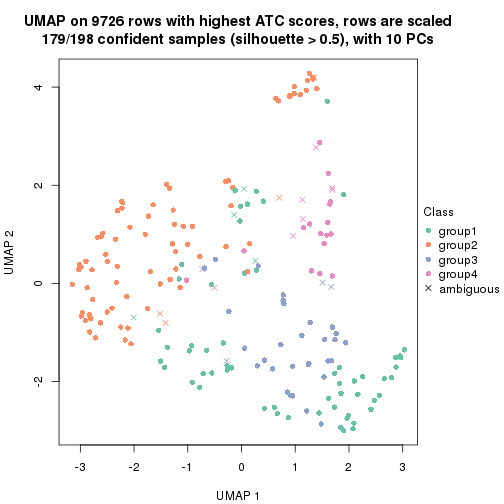 UMAP on 9726 rows with highest ATC scores, rows are scaled
179/198 confident samples (silhouette > 0.5), with 10 PCs
4
2
0
-2
UMAP 2
-3 -2 -1 0 1 2 3
UMAP 1
Class
group1
group2
group3
group4
ambiguous